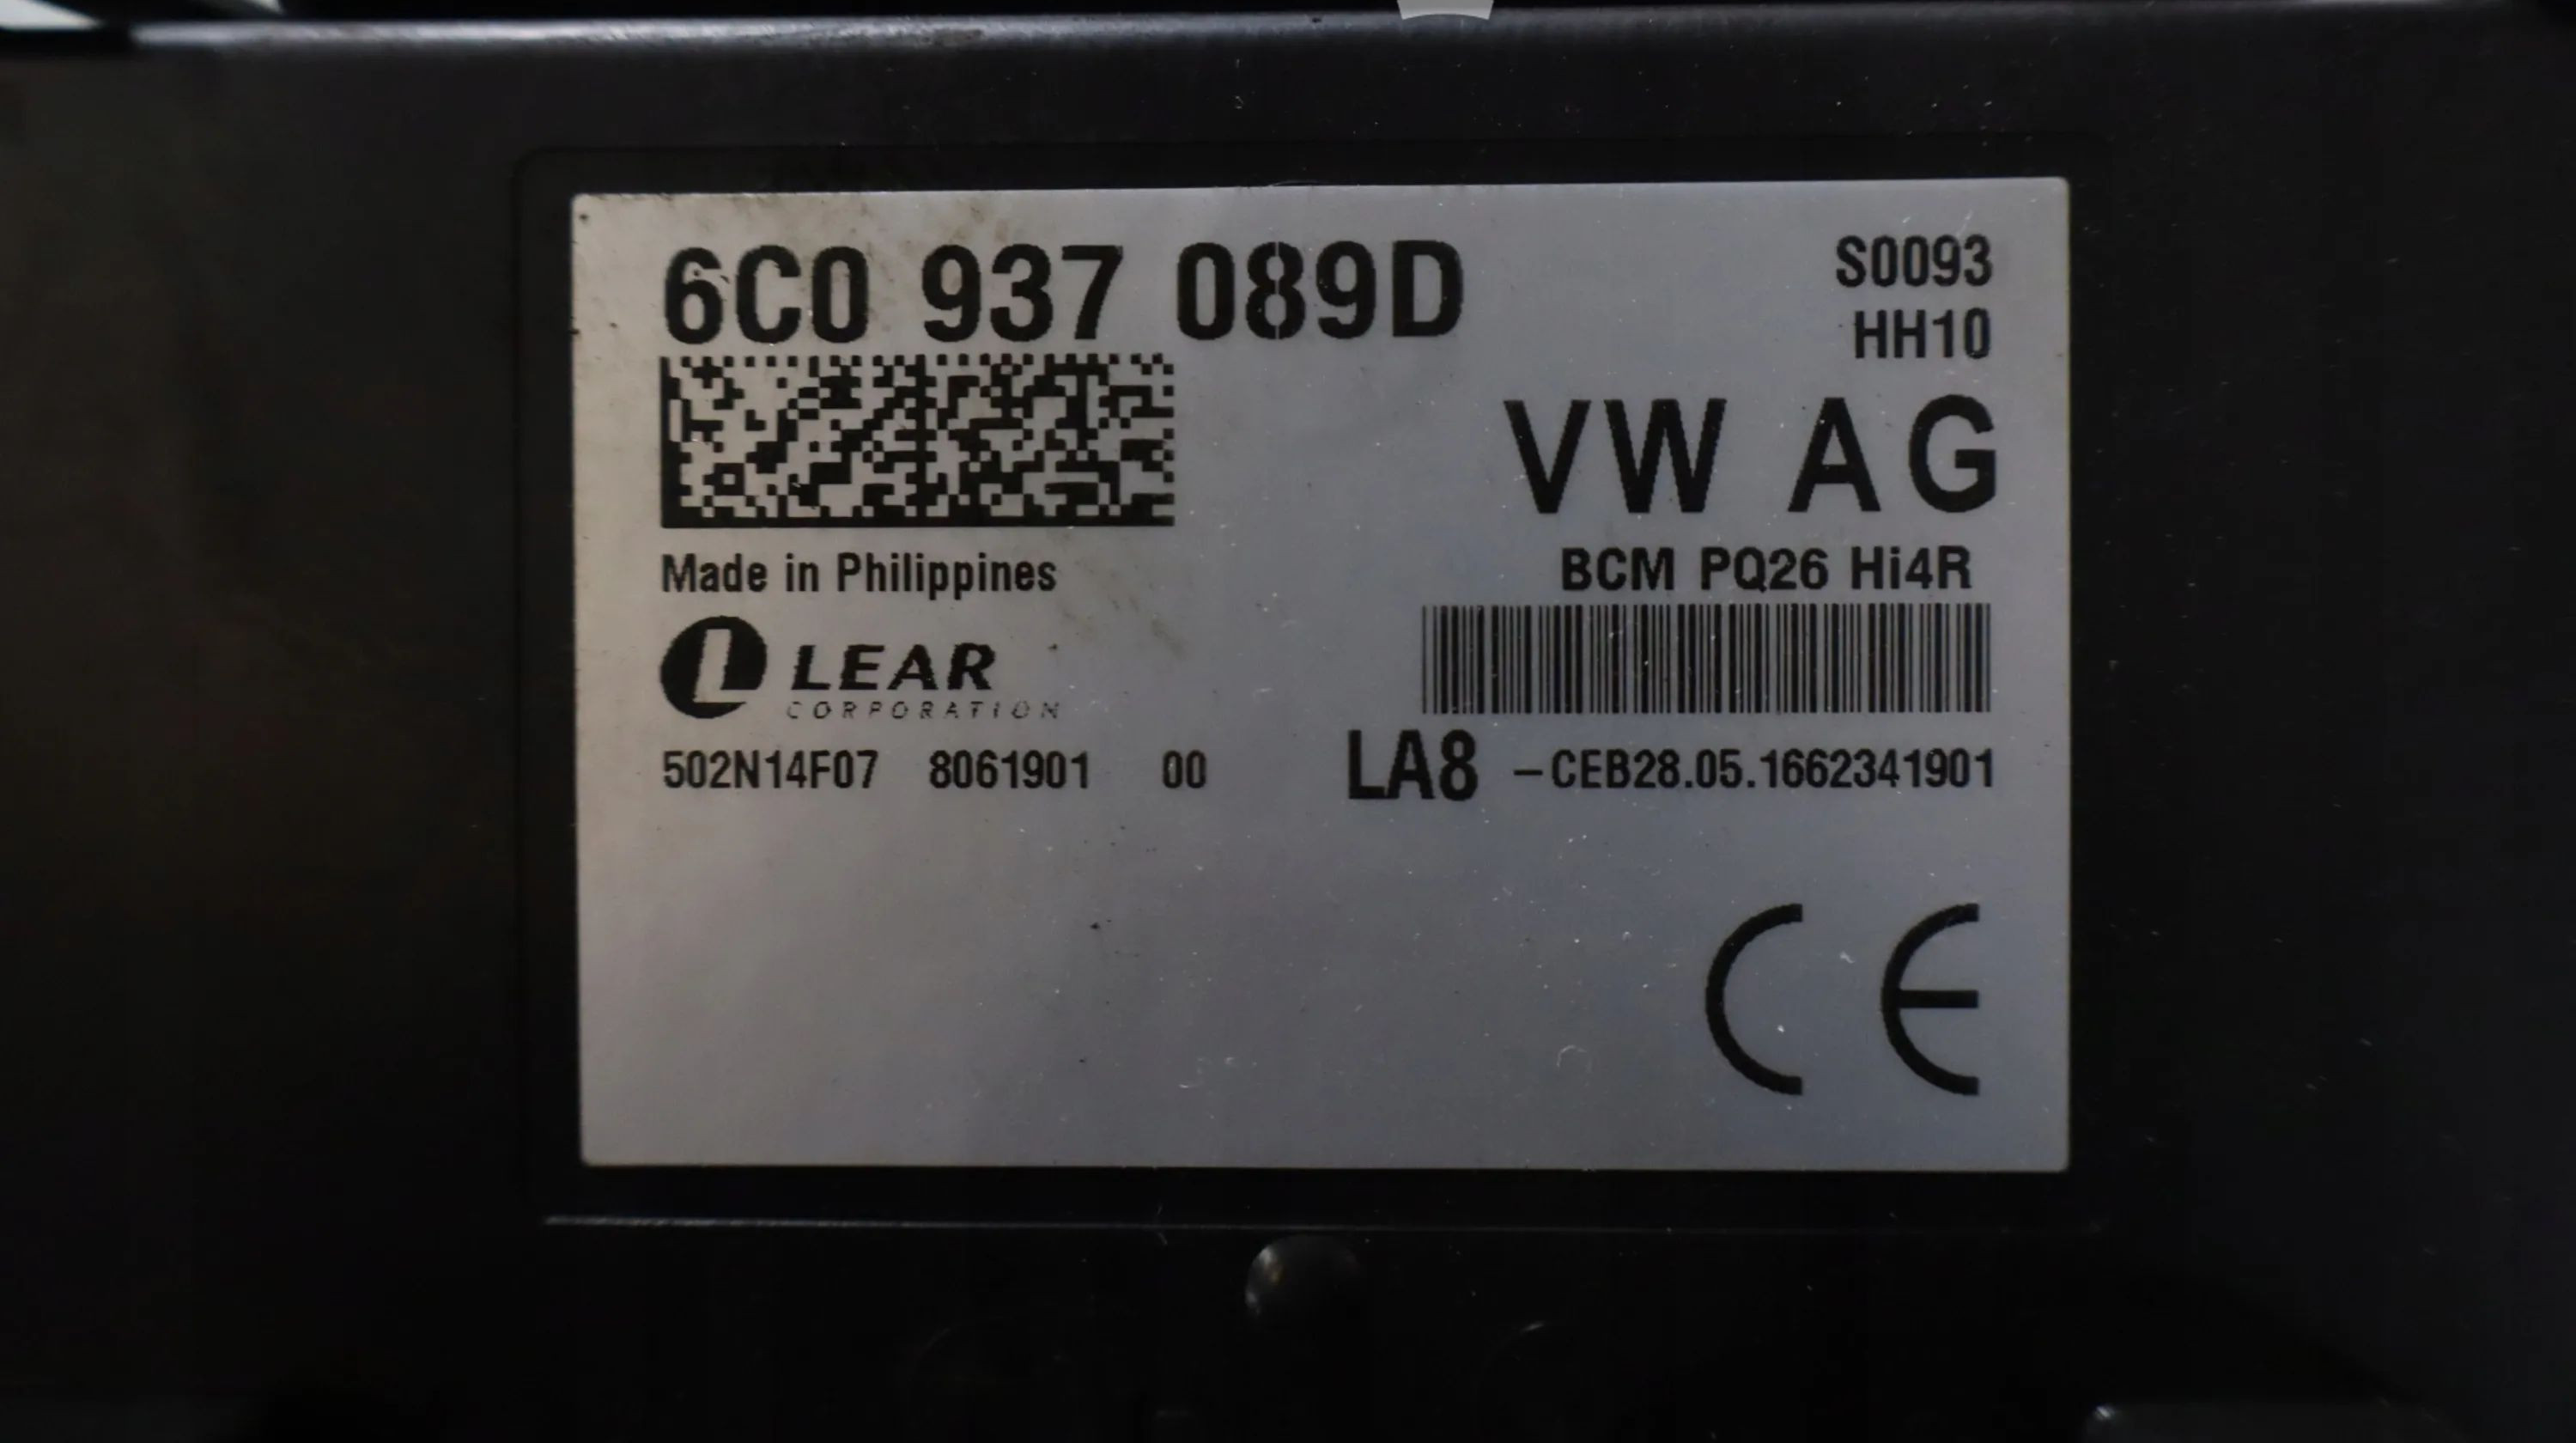 6C0 937 089D
S0093
HH10
VW AG
Made in Philippines
BCM PQ26 Hi4R
LEAR
CORPORATION
502N14F07 8061901 00 LA8 -CEB28.05.1662341901
CE